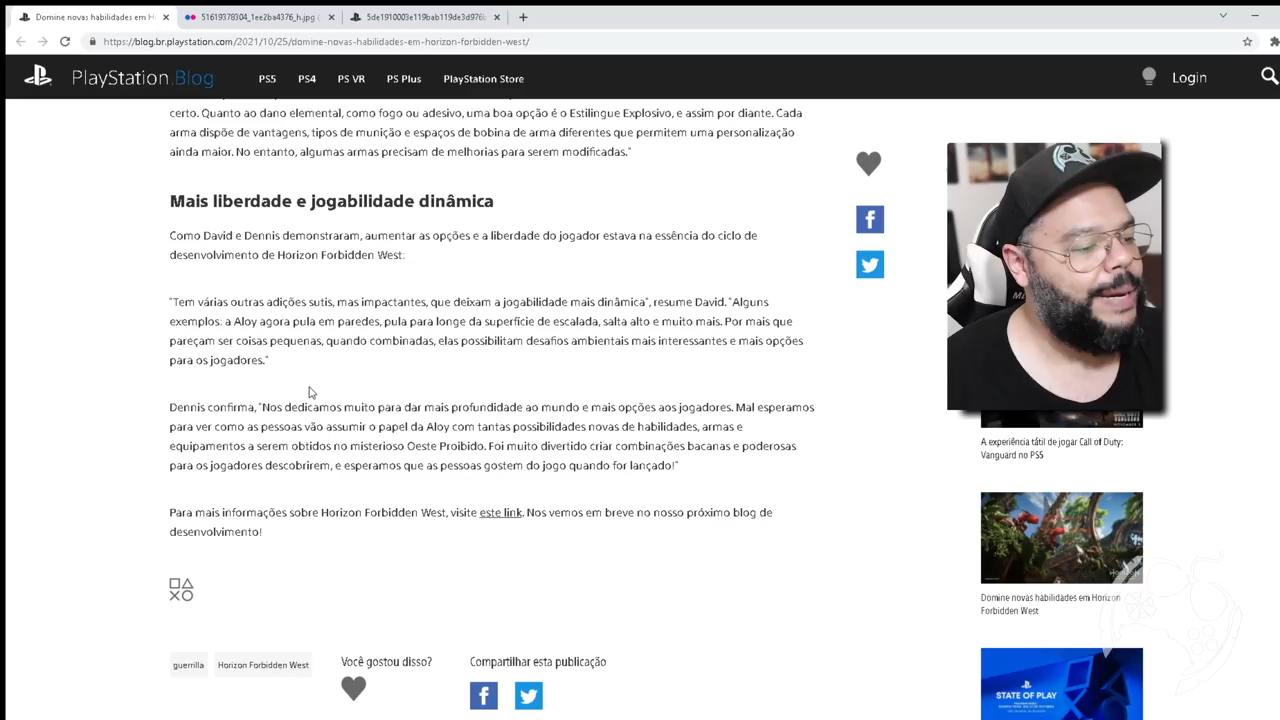 Domine novas habilidades em H
51619378304_1ee2ba4376_h.jpg (
5de1910003e119bab119de3d976b
https://blog.br.playstation.com/2021/10/25/domine-novas-habilidades-em-horizon-forbidden-west/
PlayStation.Blog
PS5
PS4
PS VR
PS Plus
PlayStation Store
Login
certo. Quanto ao dano elemental, como fogo ou adesivo, uma boa opção é o Estilingue Explosivo, e assim por diante. Cada
arma dispõe de vantagens, tipos de munição e espaços de bobina de arma diferentes que permitem uma personalização
ainda maior. No entanto, algumas armas precisam de melhorias para serem modificadas."
Mais liberdade e jogabilidade dinâmica
Como David e Dennis demonstraram, aumentar as opções e a liberdade do jogador estava na essência do ciclo de
desenvolvimento de Horizon Forbidden West:
"Tem várias outras adições sutis, mas impactantes, que deixam a jogabilidade mais dinâmica", resume David. "Alguns
exemplos: a Aloy agora pula em paredes, pula para longe da superfície de escalada, salta alto e muito mais. Por mais que
pareçam ser coisas pequenas, quando combinadas, elas possibilitam desafios ambientais mais interessantes e mais opções
para os jogadores."
Dennis confirma, "Nos dedicamos muito para dar mais profundidade ao mundo e mais opções aos jogadores. Mal esperamos
para ver como as pessoas vão assumir o papel da Aloy com tantas possibilidades novas de habilidades, armas e
equipamentos a serem obtidos no misterioso Oeste Proibido. Foi muito divertido criar combinações bacanas e poderosas
para os jogadores descobrirem, e esperamos que as pessoas gostem do jogo quando for lançado!"
Para mais informações sobre Horizon Forbidden West, visite este link. Nos vemos em breve no nosso próximo blog de
desenvolvimento!
guerrilla
Horizon Forbidden West
Você gostou disso?
Compartilhar esta publicação
A experiência tátil de jogar Call of Duty:
Vanguard no PS5
Domine novas habilidades em Horizon
Forbidden West
STATE OF PLAY